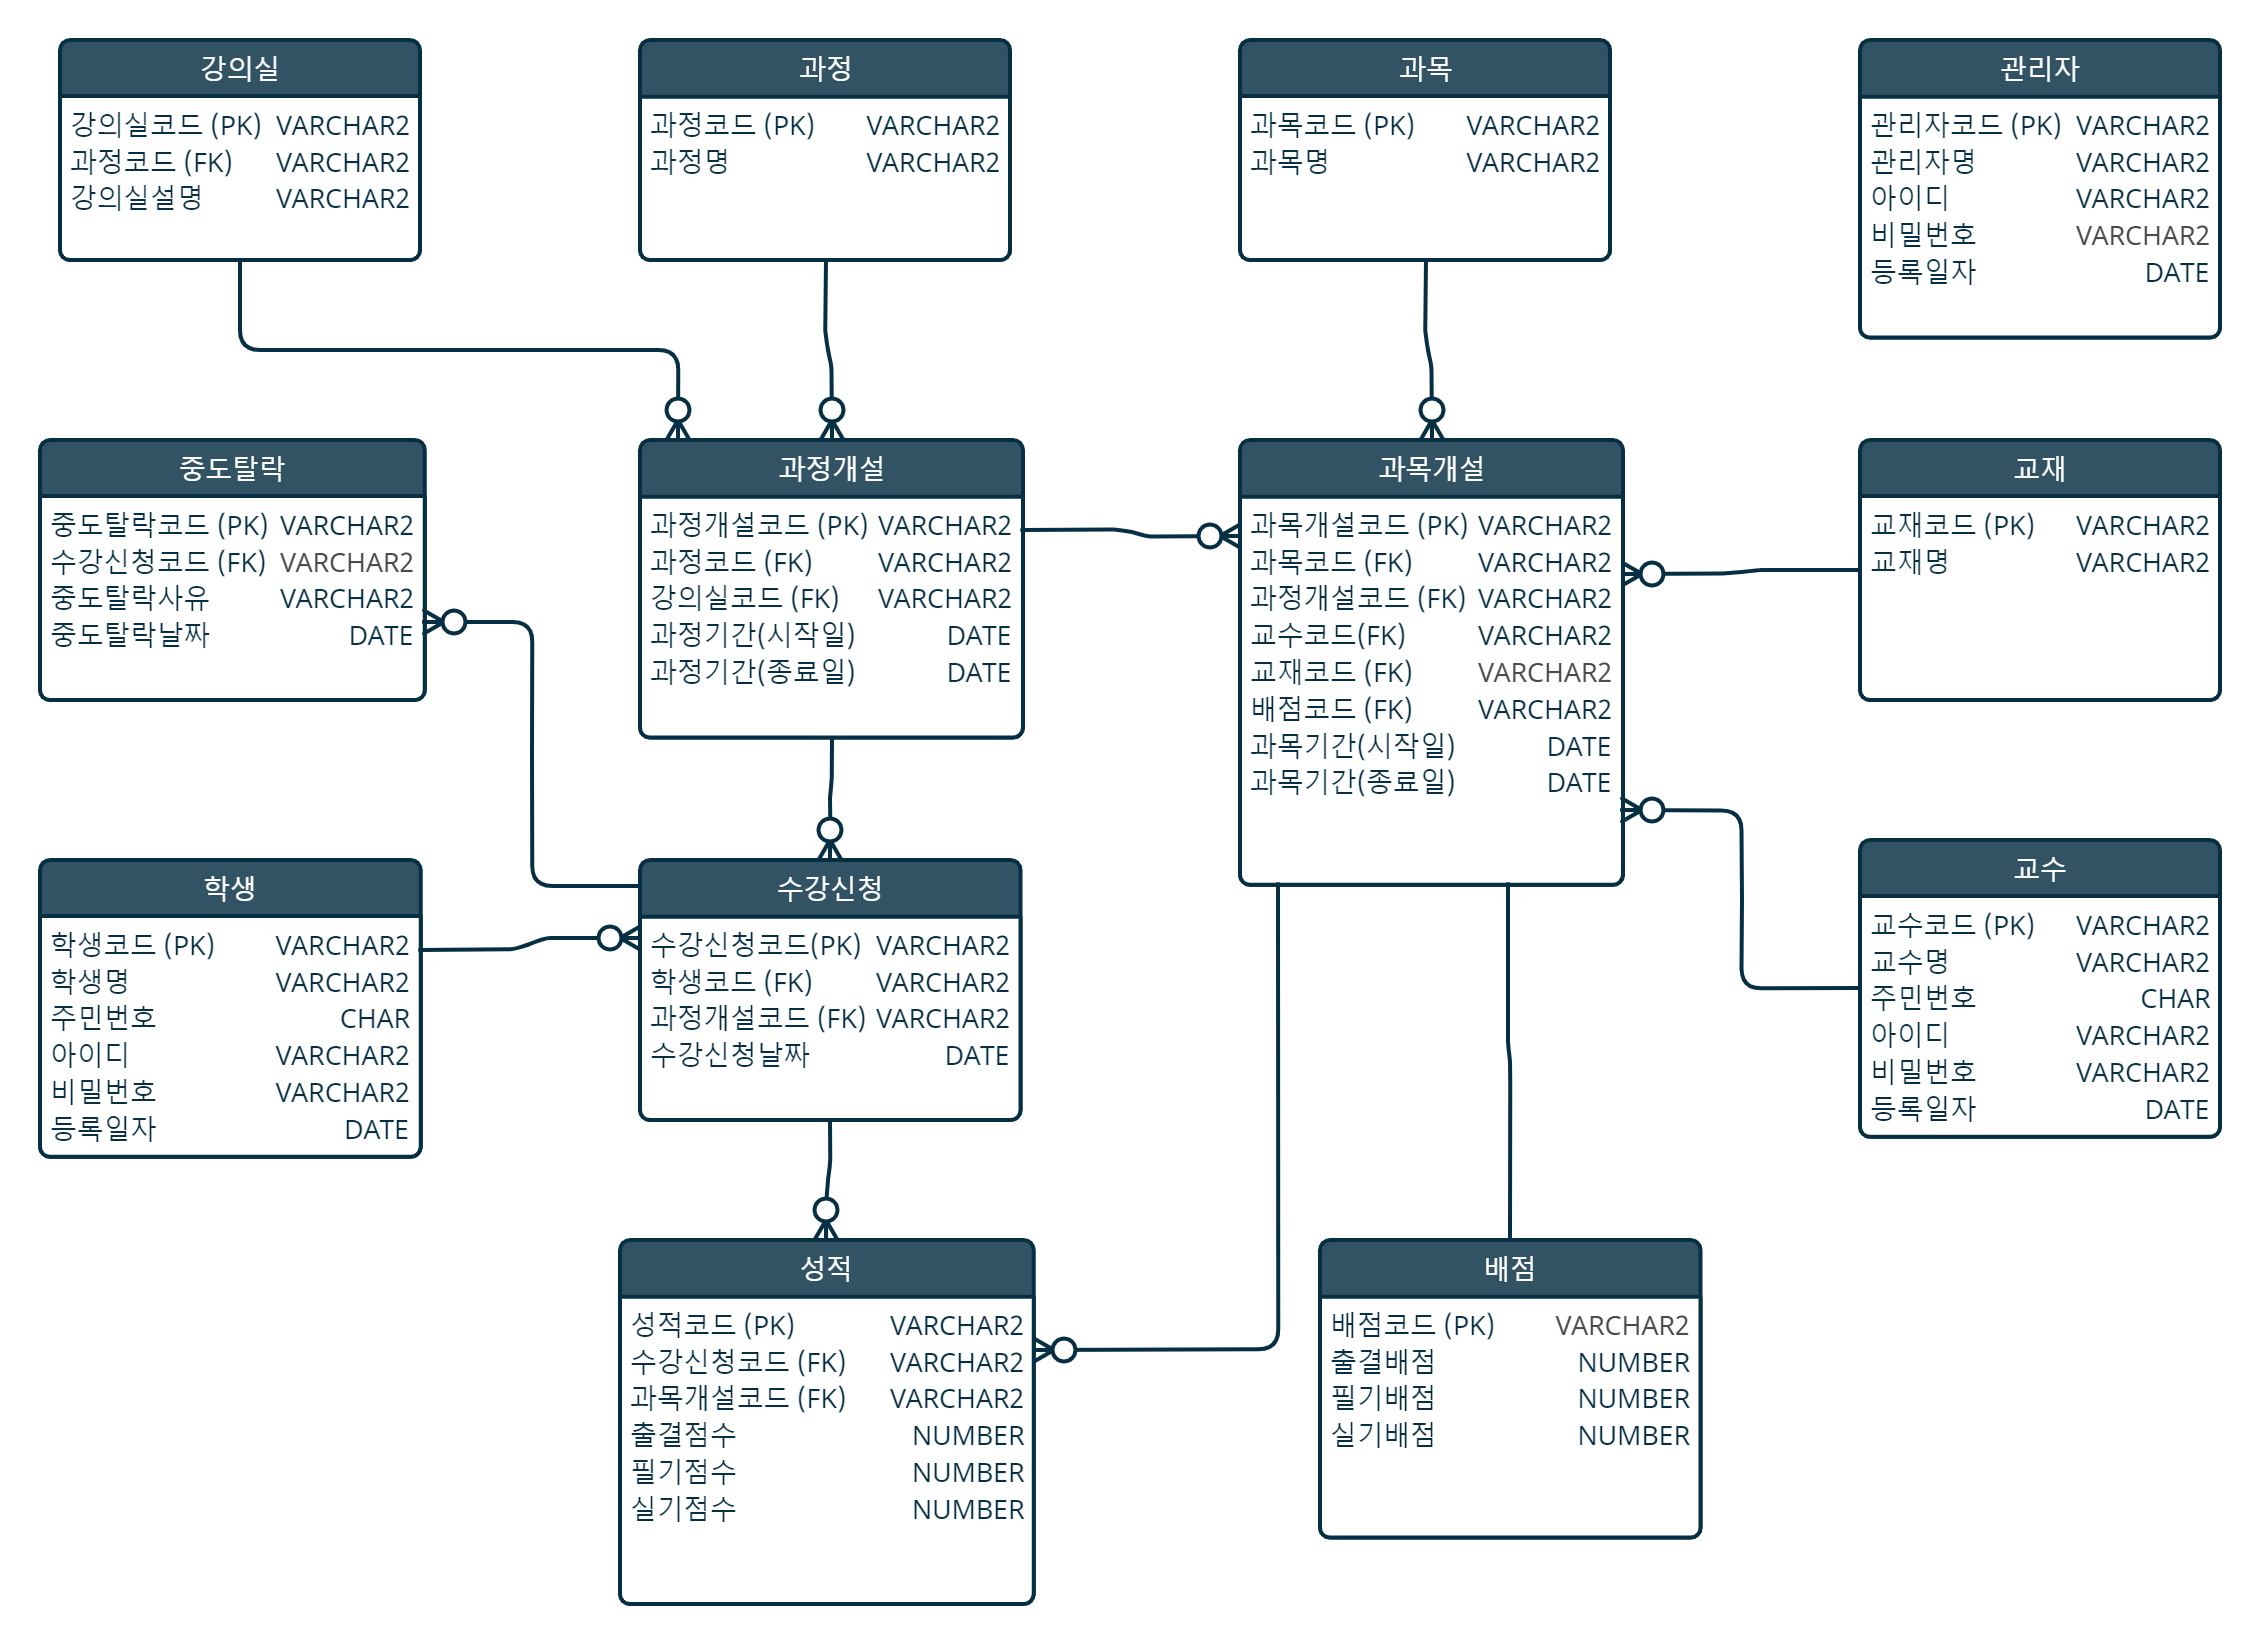 강의실
강의실코드 (PK) VARCHAR2
과정코드 (FK) VARCHAR2
강의실설명 VARCHAR2
과정
과정코드 (PK) VARCHAR2
과정명 VARCHAR2
과목
과목코드 (PK) VARCHAR2
과목명 VARCHAR2
관리자
관리자코드 (PK) VARCHAR2
관리자명 VARCHAR2
아이디 VARCHAR2
비밀번호 VARCHAR2
등록일자 DATE
중도탈락
중도탈락코드 (PK) VARCHAR2
수강신청코드 (FK) VARCHAR2
중도탈락사유 VARCHAR2
중도탈락날짜 DATE
과정개설
과정개설코드 (PK) VARCHAR2
과정코드 (FK) VARCHAR2
강의실코드 (FK) VARCHAR2
과정기간(시작일) DATE
과정기간(종료일) DATE
과목개설
과목개설코드 (PK) VARCHAR2
과목코드 (FK) VARCHAR2
과정개설코드 (FK) VARCHAR2
교수코드(FK) VARCHAR2
교재코드 (FK) VARCHAR2
배점코드 (FK) VARCHAR2
과목기간(시작일) DATE
과목기간(종료일) DATE
교재
교재코드 (PK) VARCHAR2
교재명 VARCHAR2
학생
학생코드 (PK) VARCHAR2
학생명 VARCHAR2
주민번호 CHAR
아이디 VARCHAR2
비밀번호 VARCHAR2
등록일자 DATE
수강신청
수강신청코드(PK) VARCHAR2
학생코드 (FK) VARCHAR2
과정개설코드 (FK) VARCHAR2
수강신청날짜 DATE
교수
교수코드 (PK) VARCHAR2
교수명 VARCHAR2
주민번호 CHAR
아이디 VARCHAR2
비밀번호 VARCHAR2
등록일자 DATE
성적
성적코드 (PK) VARCHAR2
수강신청코드 (FK) VARCHAR2
과목개설코드 (FK) VARCHAR2
출결점수 NUMBER
필기점수 NUMBER
실기점수 NUMBER
배점
배점코드 (PK) VARCHAR2
출결배점 NUMBER
필기배점 NUMBER
실기배점 NUMBER